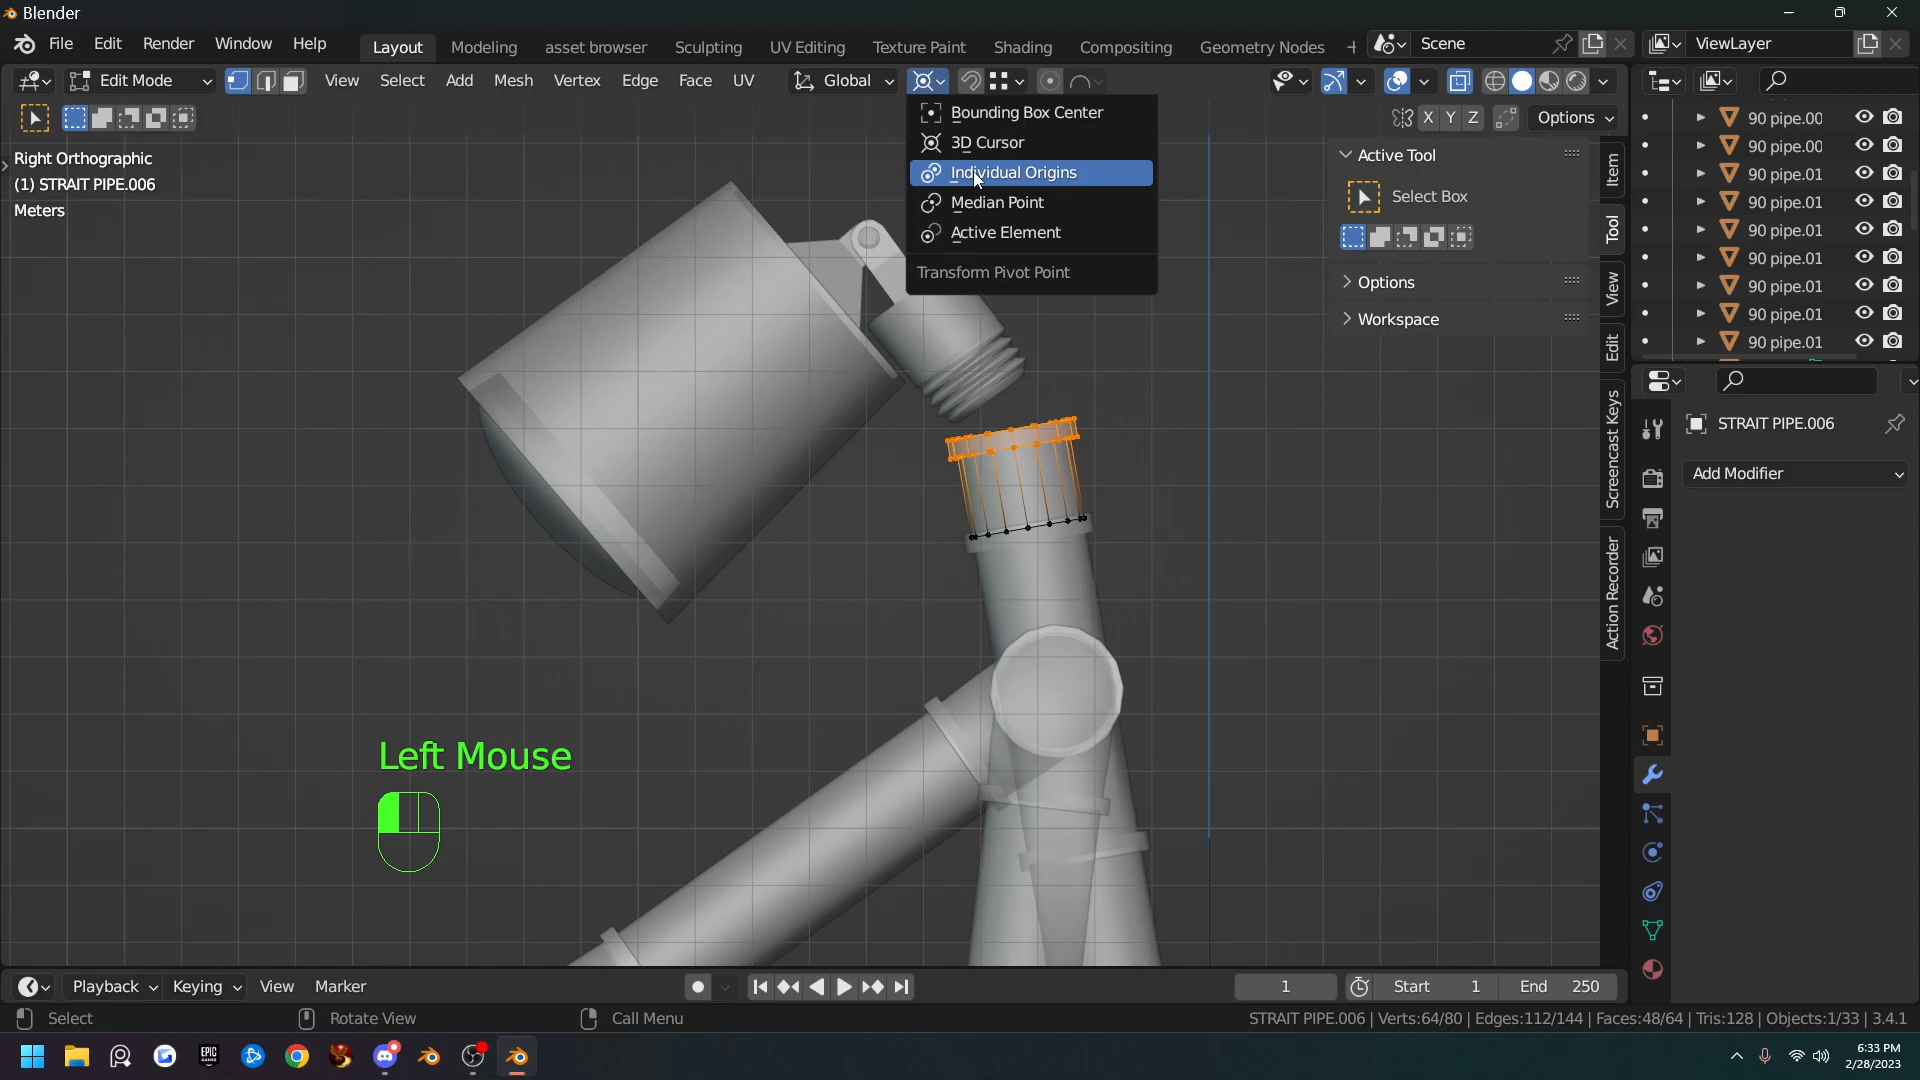 Blender
File Edit Render Window Help Layout Modeling asset browser Sculpting UV Editing Texture Paint Shading Compositing Geometry Nodes Scene ViewLayer
Edit Mode View Select Add Mesh Vertex Edge Face UV Global
X Y Z Options
Right Orthographic
(1) STRAIT PIPE.006
Meters
Bounding Box Center
3D Cursor
Individual Origins
Median Point
Active Element
Transform Pivot Point
Active Tool
Select Box
Options
Workspace
Item
Tool
View
Edit
Screencast Keys
Action Recorder
90 pipe.00
90 pipe.00
90 pipe.01
90 pipe.01
90 pipe.01
90 pipe.01
90 pipe.01
90 pipe.01
90 pipe.01
STRAIT PIPE.006
Add Modifier
Left Mouse
Playback Keying View Marker 1 Start 1 End 250
Select Rotate View Call Menu STRAIT PIPE.006 | Verts:64/80 | Edges:112/144 | Faces:48/64 | Tris:128 | Objects:1/33 | 3.4.1
EPIC
GAMES
6:33 PM
2/28/2023